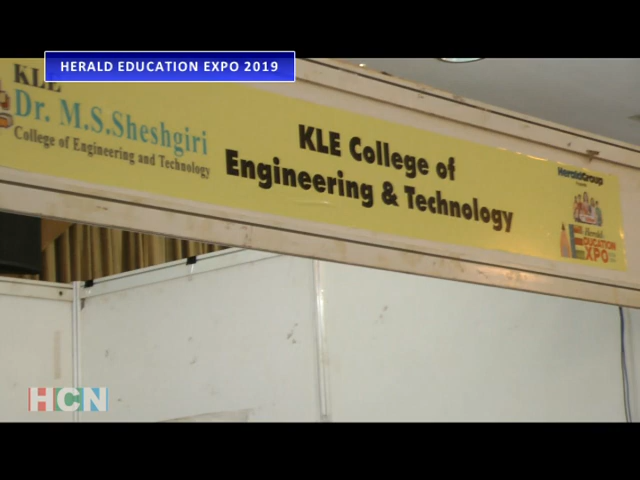 HERALD EDUCATION EXPO 2019
KLE
Dr. M.S.Sheshgiri
College of Engineering and Technology
KLE College of
Engineering & Technology
HeraldGroup
Herald
EDUCATION
EXPO
HCN